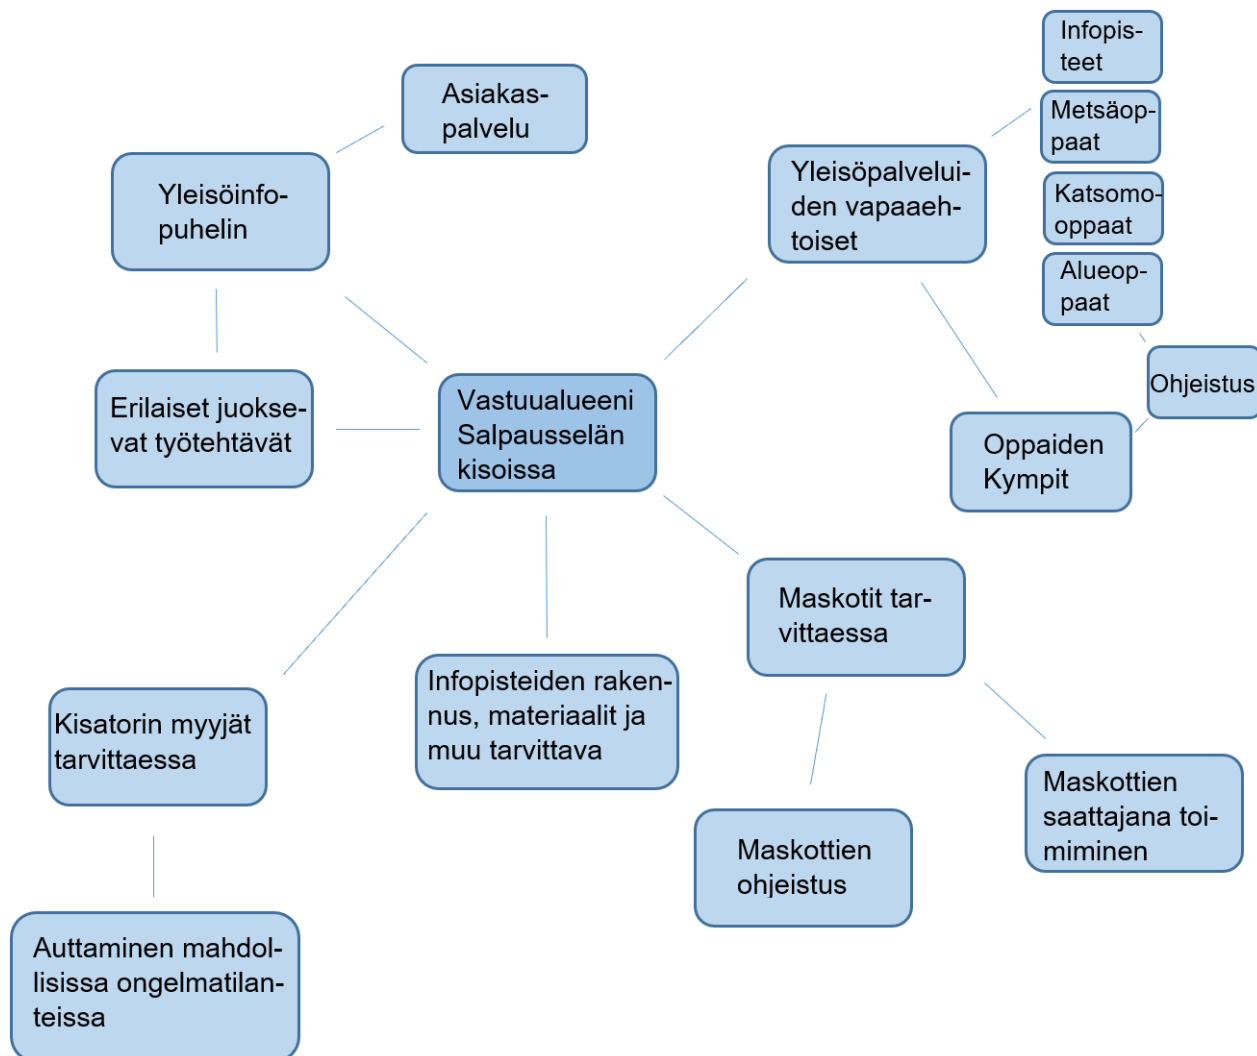 Infopis-
teet
Asiakas-
palvelu
Metsäop-
paat
Yleisöpalvelui-
den vapaaeh-
toiset
Yleisöinfo-
puhelin
Katsomo-
oppaat
Alueop-
paat
Ohjeistus
Erilaiset juokse-
vat työtehtävät
Vastuualueeni
Salpausselän
kisoissa
Oppaiden
Kympit
Maskotit tar-
vittaessa
Infopisteiden raken-
nus, materiaalit ja
muu tarvittava
Kisatorin myyjät
tarvittaessa
Maskottien
saattajana toi-
miminen
Maskottien
ohjeistus
Auttaminen mahdol-
lisissa ongelmatilan-
teissa